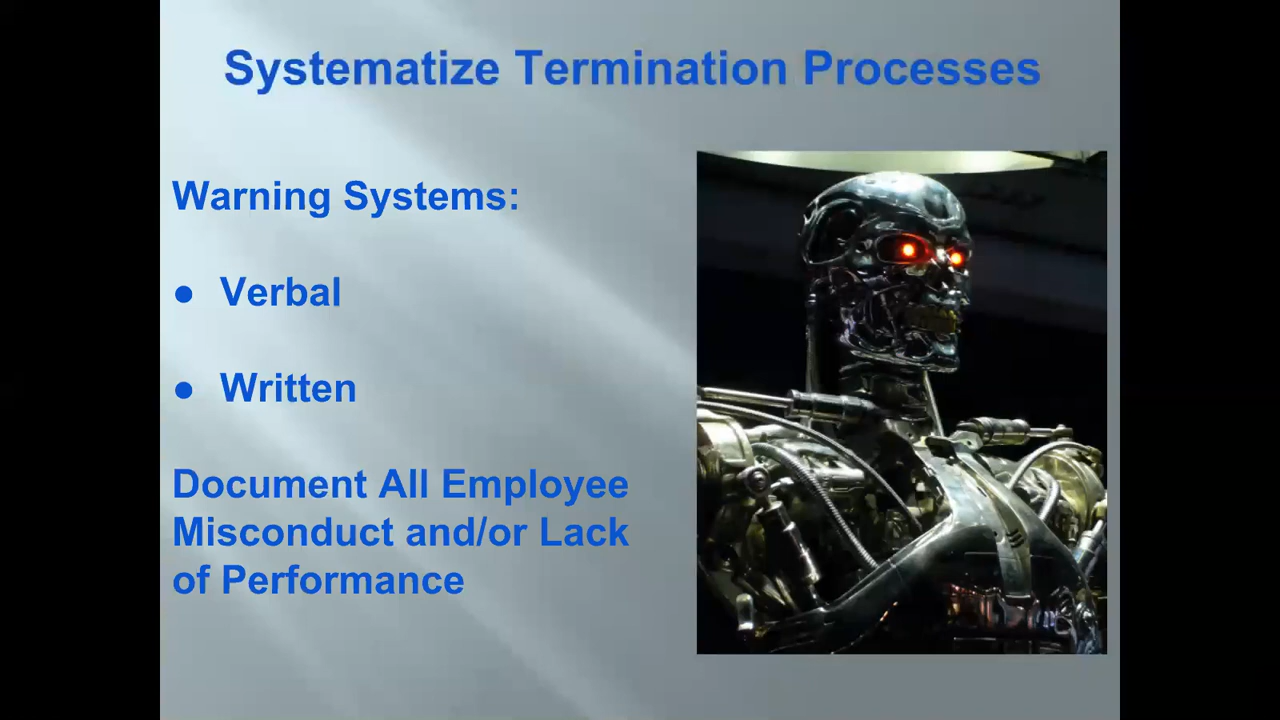 Systematize Termination Processes
Warning Systems:
● Verbal
● Written
Document All Employee
Misconduct and/or Lack
of Performance